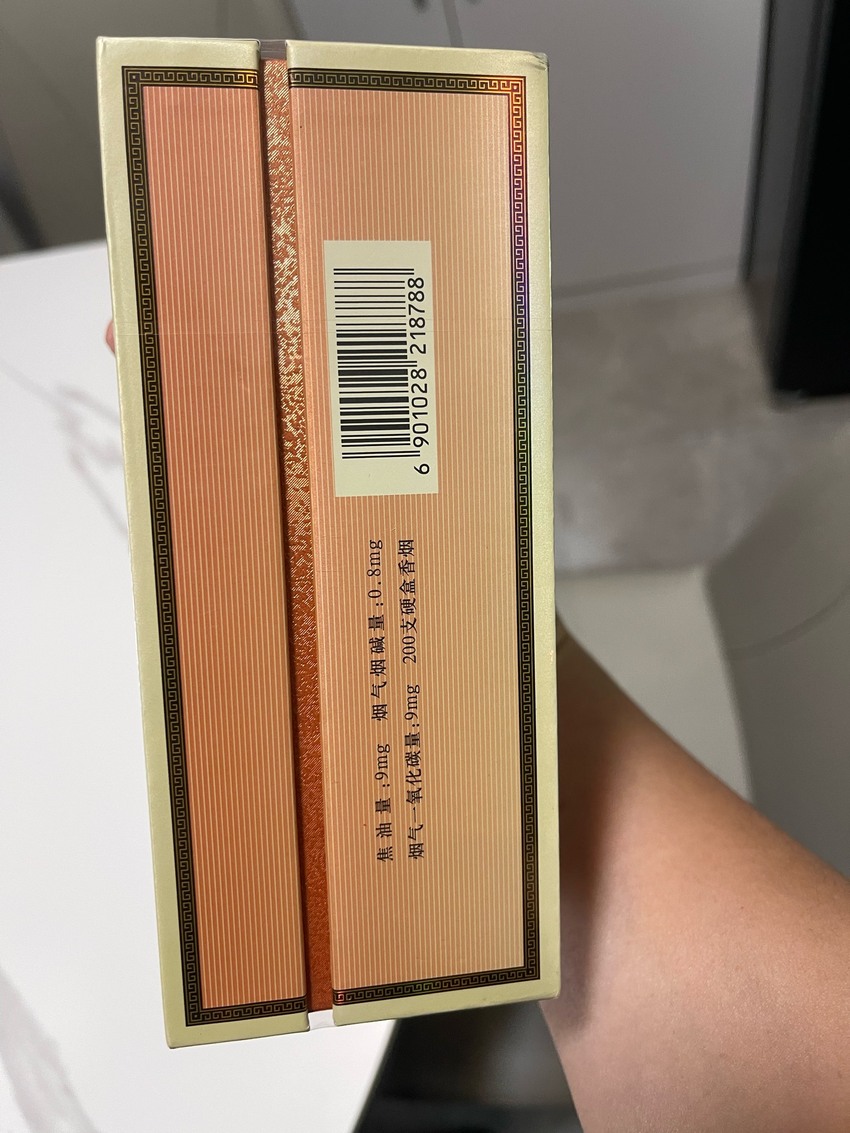 6 901028 218788
焦油量:9mg 烟气烟碱量:0.8mg
烟气一氧化碳量:9mg 200支硬盒香烟